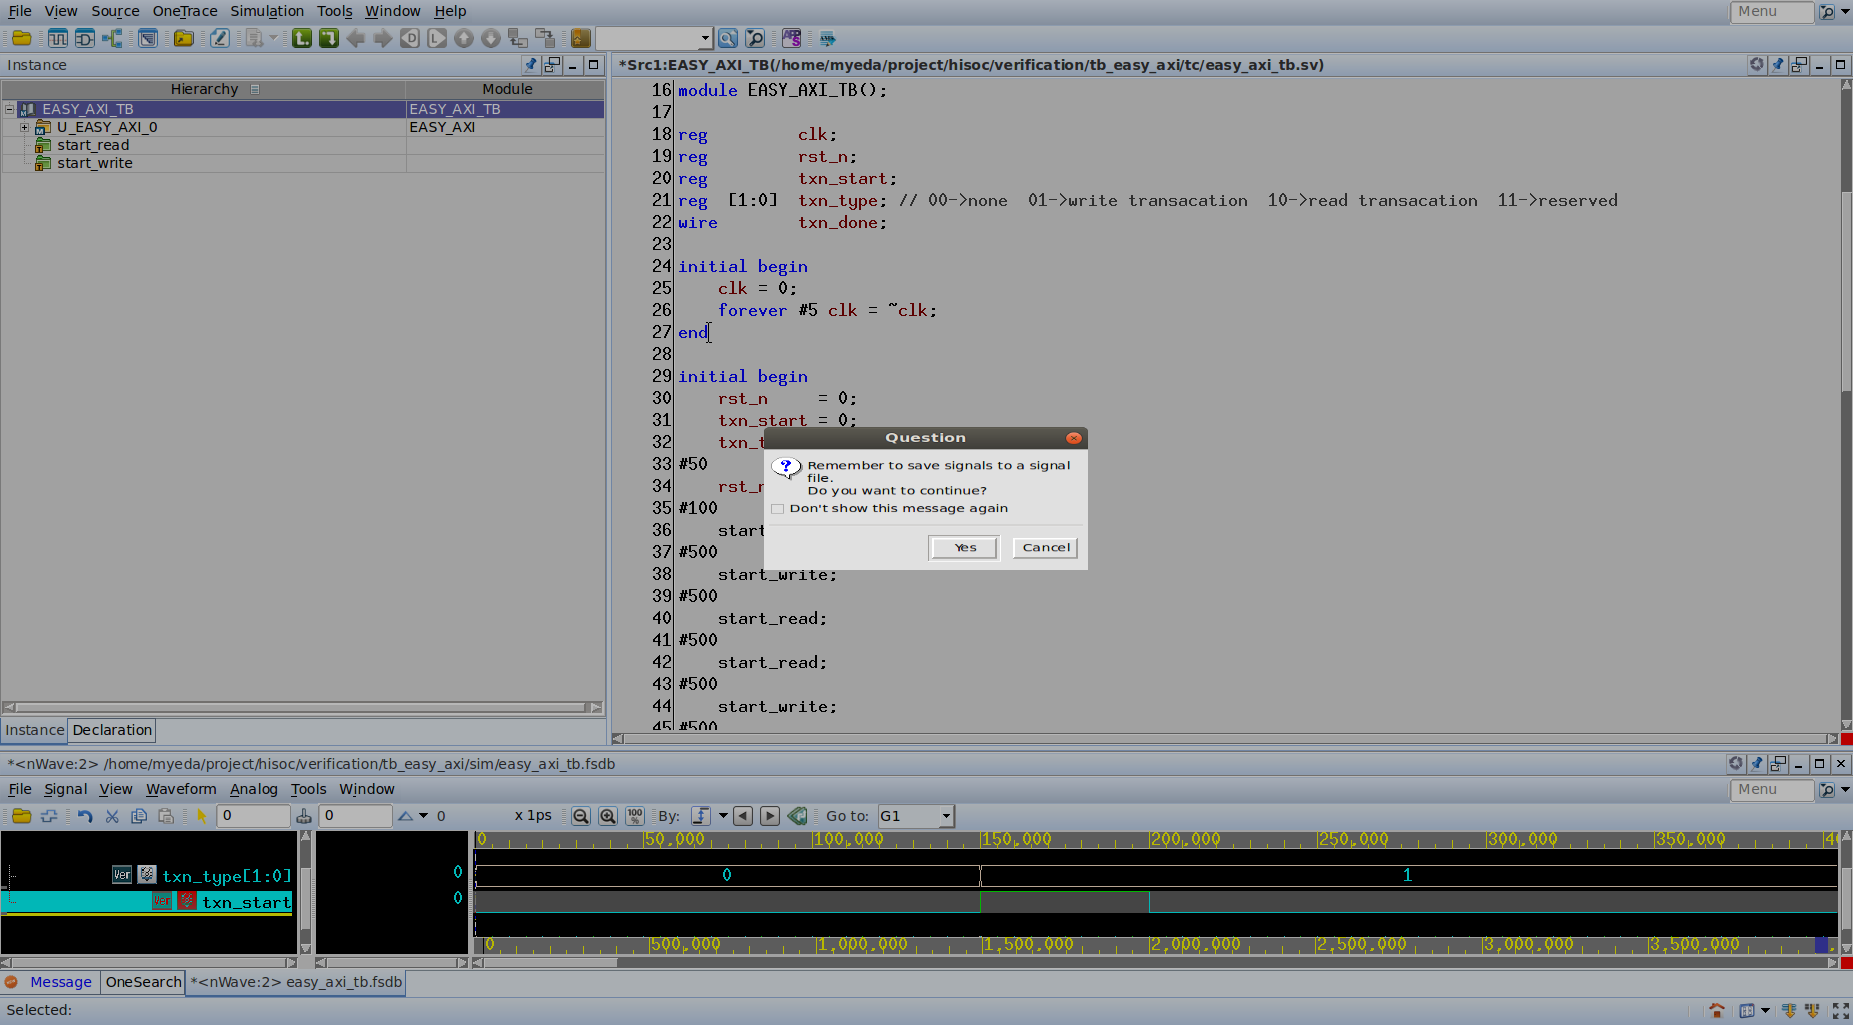 File View Source OneTrace Simulation Tools Window Help Menu
Instance
*Src1:EASY_AXI_TB(/home/myeda/project/hisoc/verification/tb_easy_axi/tc/easy_axi_tb.sv)
Hierarchy Module
EASY_AXI_TB EASY_AXI_TB
U_EASY_AXI_0 EASY_AXI
start_read
start_write
Instance Declaration
16 module EASY_AXI_TB();
17
18 reg clk;
19 reg rst_n;
20 reg txn_start;
21 reg [1:0] txn_type; // 00->none 01->write transacation 10->read transacation 11->reserved
22 wire txn_done;
23
24 initial begin
25 clk = 0;
26 forever #5 clk = ~clk;
27 end
28
29 initial begin
30 rst_n = 0;
31 txn_start = 0;
32 txn_t
33 #50
34 rst_r
35 #100
36 start
37 #500
38 start_write;
39 #500
40 start_read;
41 #500
42 start_read;
43 #500
44 start_write;
45 #500
Question
Remember to save signals to a signal
file.
Do you want to continue?
Don't show this message again
Yes Cancel
*<nWave:2> /home/myeda/project/hisoc/verification/tb_easy_axi/sim/easy_axi_tb.fsdb
File Signal View Waveform Analog Tools Window Menu
0 0 0 x 1ps 100 % By: Go to: G1
0 50,000 100,000 150,000 200,000 250,000 300,000 350,000 40
Ver txn_type[1:0] 0 0 1
Ver txn_start 0
0 500,000 1,000,000 1,500,000 2,000,000 2,500,000 3,000,000 3,500,000
Message OneSearch *<nWave:2> easy_axi_tb.fsdb
Selected: